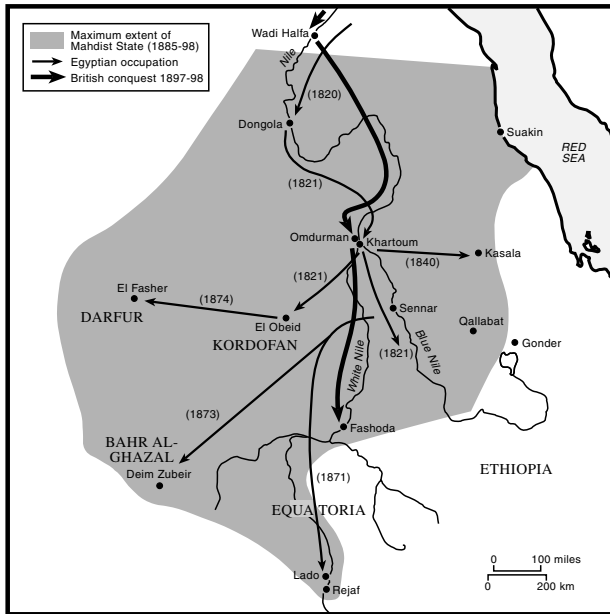 Maximum extent of
Mahdist State (1885-98)
Egyptian occupation
British conquest 1897-98
Wadi Halfa
Nile
(1820)
Dongola
Suakin
RED
SEA
(1821)
Omdurman
Khartoum
(1840)
Kasala
(1821)
El Fasher
(1874)
DARFUR
El Obeid
KORDOFAN
Sennar
Qallabat
Gonder
(1821)
Blue Nile
White Nile
(1873)
Fashoda
BAHR AL-
GHAZAL
Deim Zubeir
(1871)
ETHIOPIA
EQUATORIA
Lado
Rejaf
0 100 miles
0 200 km